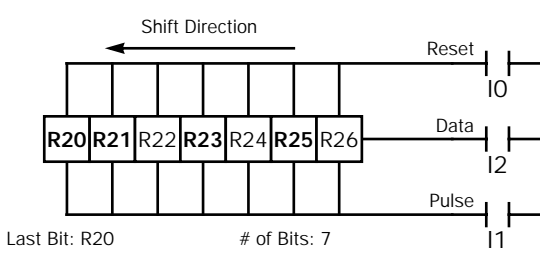 Shift Direction
Reset
I0
R20 R21 R22 R23 R24 R25 R26
Data
I2
Pulse
I1
Last Bit: R20
# of Bits: 7